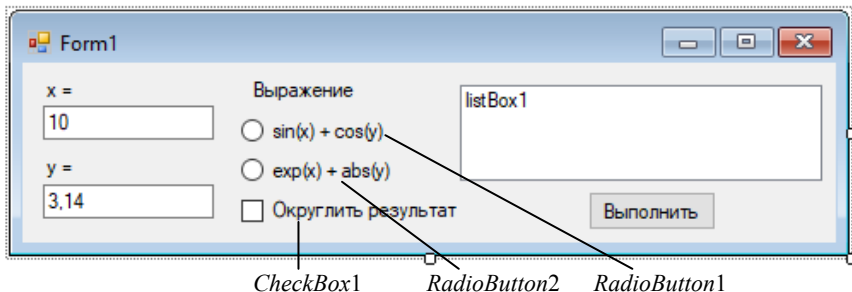 Form1
x =
10
y =
3,14
Выражение
sin(x) + cos(y)
exp(x) + abs(y)
Округлить результат
listBox1
Выполнить
CheckBox1 RadioButton2 RadioButton1